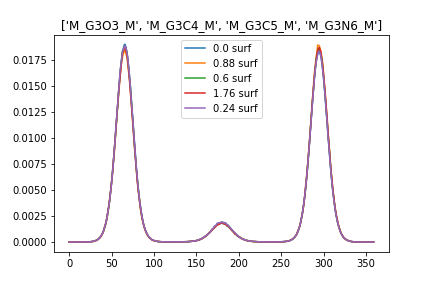 ['M_G3O3_M', 'M_G3C4_M', 'M_G3C5_M', 'M_G3N6_M']
0.0175
0.0150
0.0125
0.0100
0.0075
0.0050
0.0025
0.0000
0.0 surf
0.88 surf
0.6 surf
1.76 surf
0.24 surf
0 50 100 150 200 250 300 350